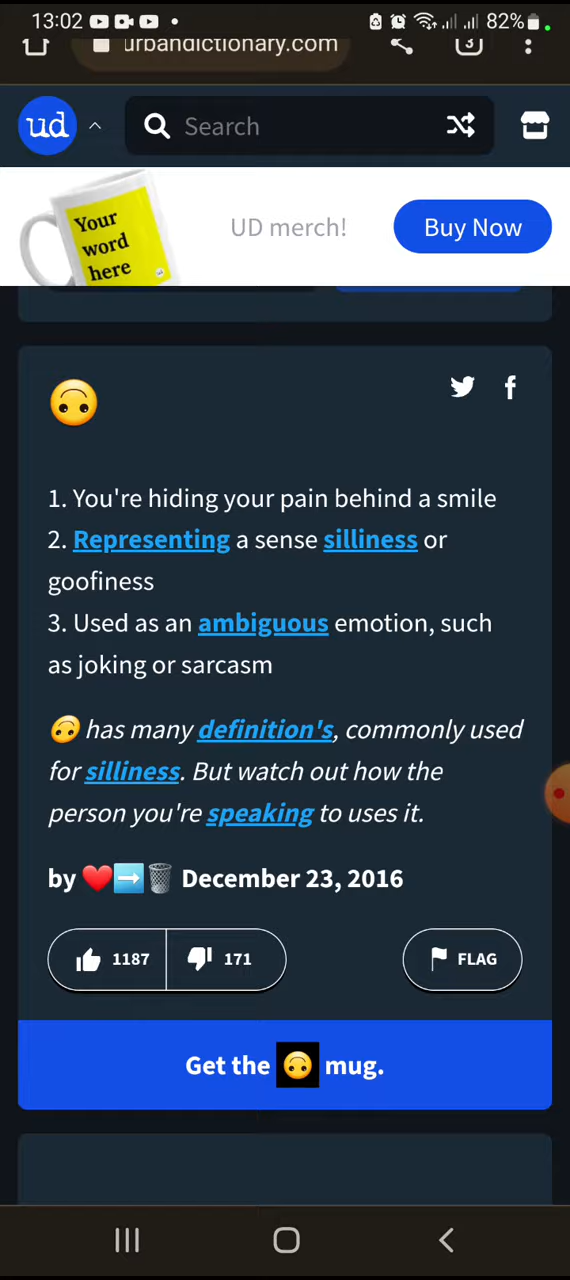 13:02 82%
urbandictionary.com 3
ud Search
Your
word
here
ud
UD merch! Buy Now
🙃
1. You're hiding your pain behind a smile
2. Representing a sense silliness or
goofiness
3. Used as an ambiguous emotion, such
as joking or sarcasm
🙃 has many definition's, commonly used
for silliness. But watch out how the
person you're speaking to uses it.
by ❤️➡️🗑️ December 23, 2016
1187 171 FLAG
Get the 🙃 mug.